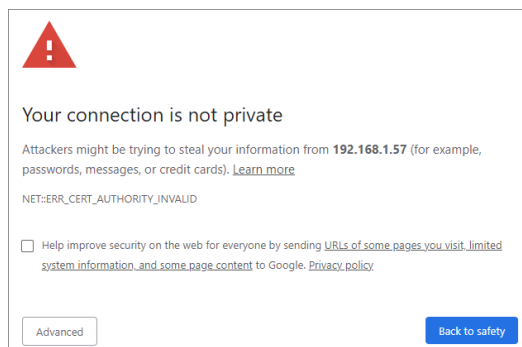 Your connection is not private
Attackers might be trying to steal your information from 192.168.1.57 (for example,
passwords, messages, or credit cards). Learn more
NET::ERR_CERT_AUTHORITY_INVALID
Help improve security on the web for everyone by sending URLs of some pages you visit, limited
system information, and some page content to Google. Privacy policy
Advanced
Back to safety